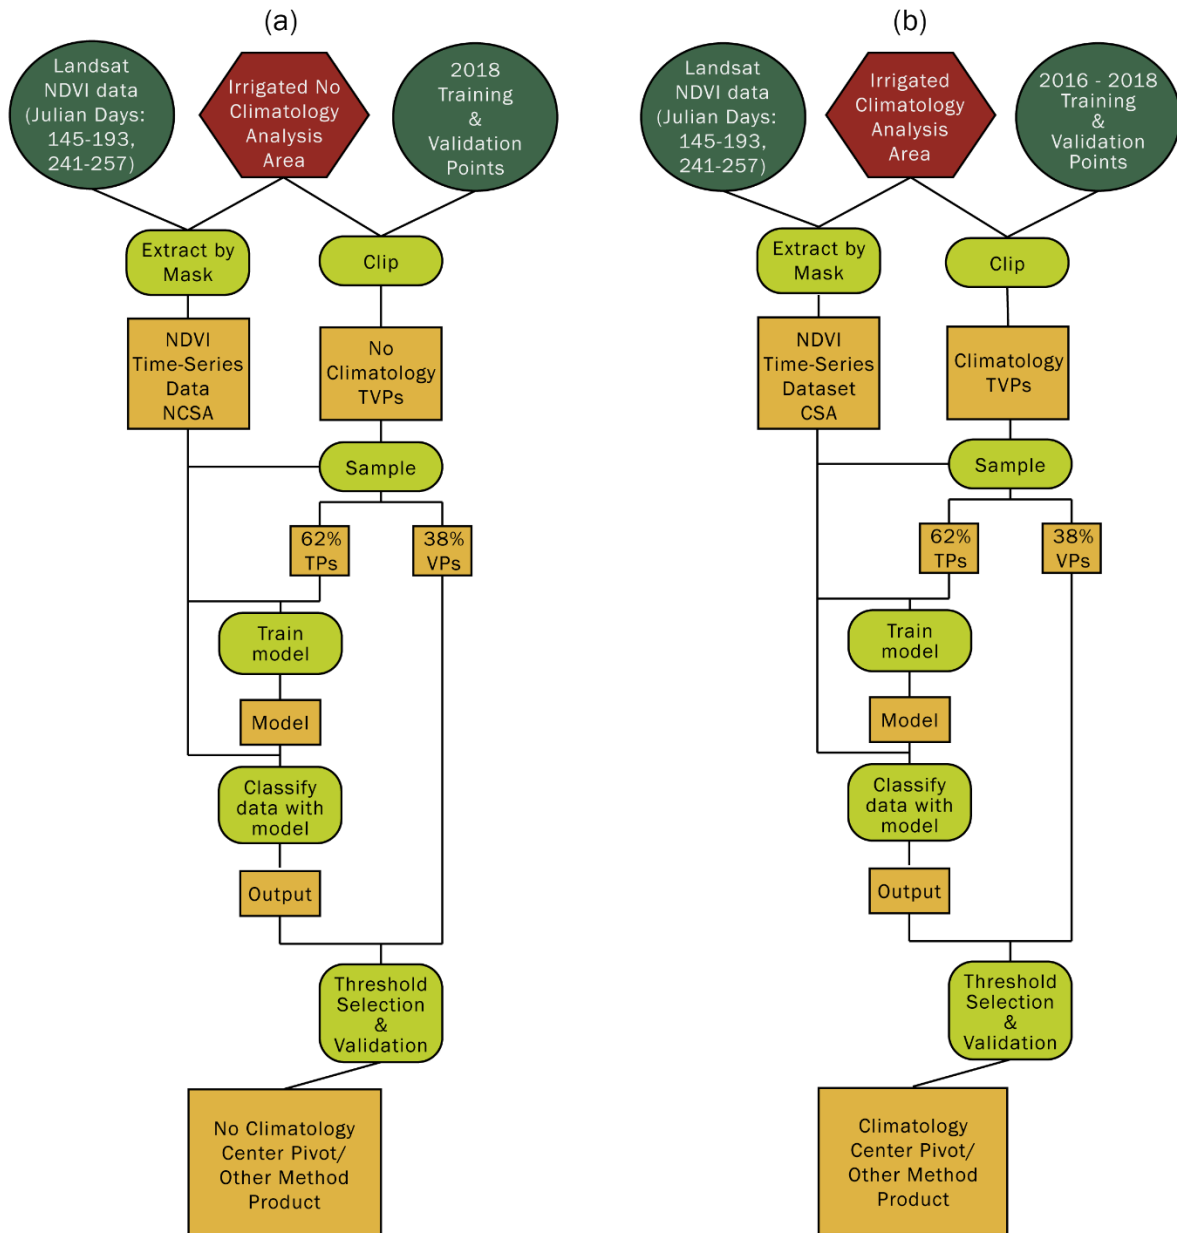 (a)
Landsat
NDVI data
(Julian Days:
145-193,
241-257)
Irrigated No
Climatology
Analysis
Area
2018
Training
&
Validation
Points
Extract by
Mask
Clip
NDVI
Time-Series
Data
NCSA
No
Climatology
TVPs
Sample
62%
TPs
38%
VPs
Train
model
Model
Classify
data with
model
Output
Threshold
Selection
&
Validation
No Climatology
Center Pivot/
Other Method
Product
(b)
Landsat
NDVI data
(Julian Days:
145-193,
241-257)
Irrigated
Climatology
Analysis
Area
2016 - 2018
Training
&
Validation
Points
Extract by
Mask
Clip
NDVI
Time-Series
Dataset
CSA
Climatology
TVPs
Sample
62%
TPs
38%
VPs
Train
model
Model
Classify
data with
model
Output
Threshold
Selection
&
Validation
Climatology
Center Pivot/
Other Method
Product